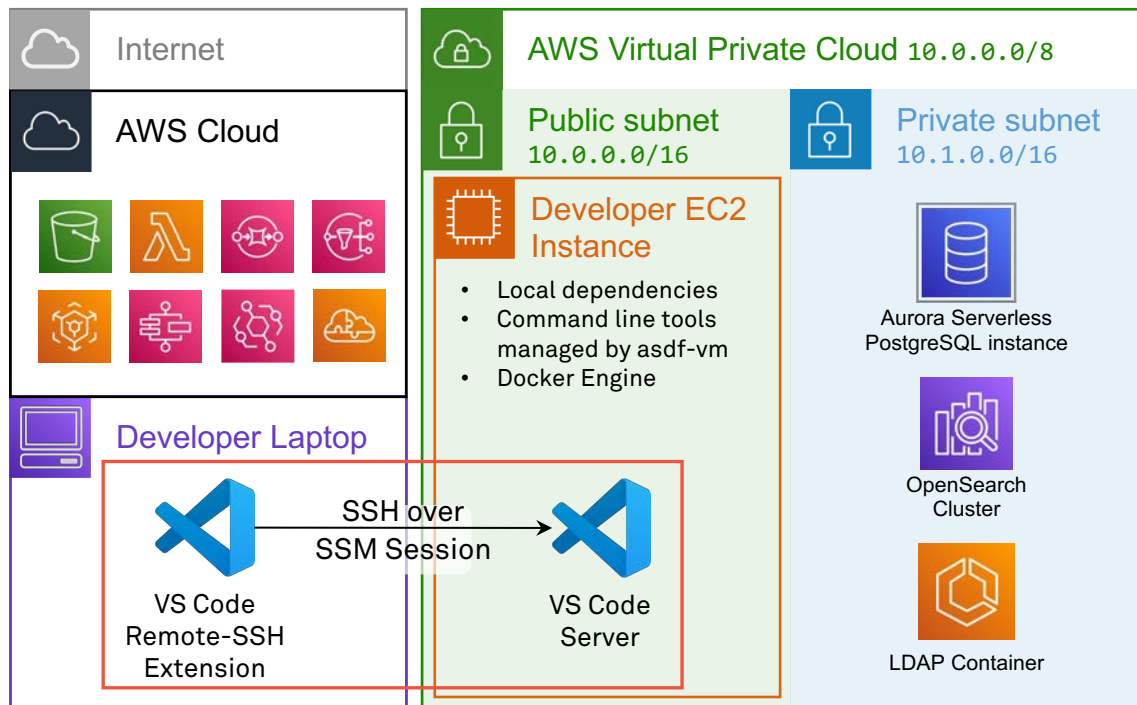 Internet
AWS Cloud
Developer Laptop
SSH over
SSM Session
VS Code
Remote-SSH
Extension
VS Code
Server
AWS Virtual Private Cloud 10.0.0.0/8
Public subnet
10.0.0.0/16
Developer EC2
Instance
• Local dependencies
• Command line tools
managed by asdf-vm
• Docker Engine
Private subnet
10.1.0.0/16
Aurora Serverless
PostgreSQL instance
OpenSearch
Cluster
LDAP Container